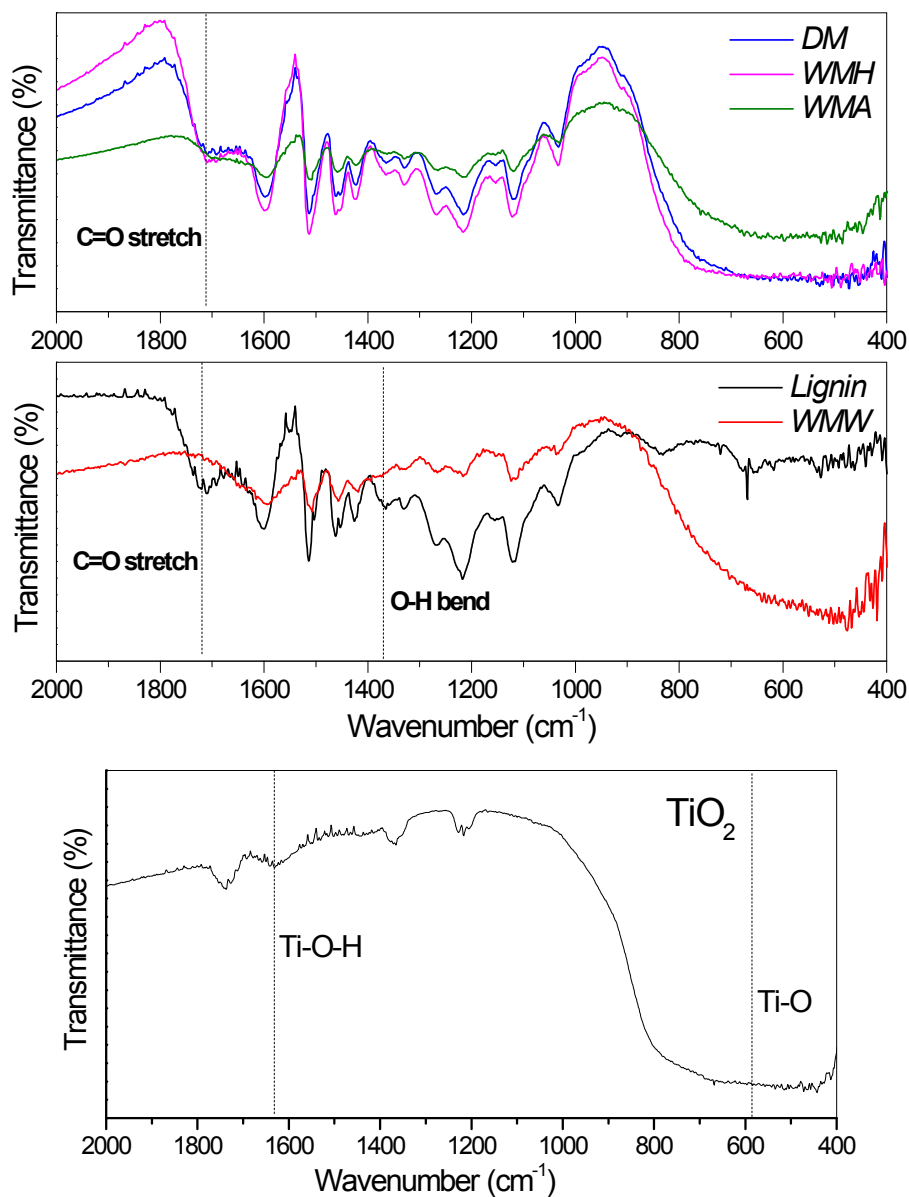 Transmittance (%)
DM
WMH
WMA
C=O stretch
2000 1800 1600 1400 1200 1000 800 600 400
Transmittance (%)
Lignin
WMW
C=O stretch
O-H bend
2000 1800 1600 1400 1200 1000 800 600 400
Wavenumber (cm⁻¹)
Transmittance (%)
TiO₂
Ti-O-H
Ti-O
2000 1800 1600 1400 1200 1000 800 600 400
Wavenumber (cm⁻¹)